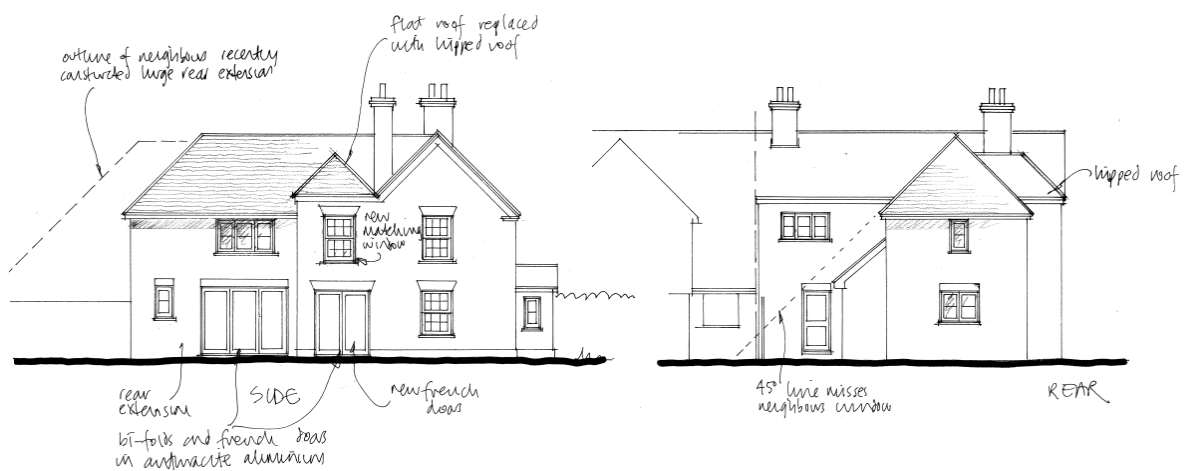 flat roof replaced
with hipped roof
outline of neighbours recently
constructed large rear extension
new
matching
window
hipped roof
rear
extension
SIDE
new french
doors
bi-folds and french doors
in anthracite aluminium
45° line misses
neighbours window
REAR